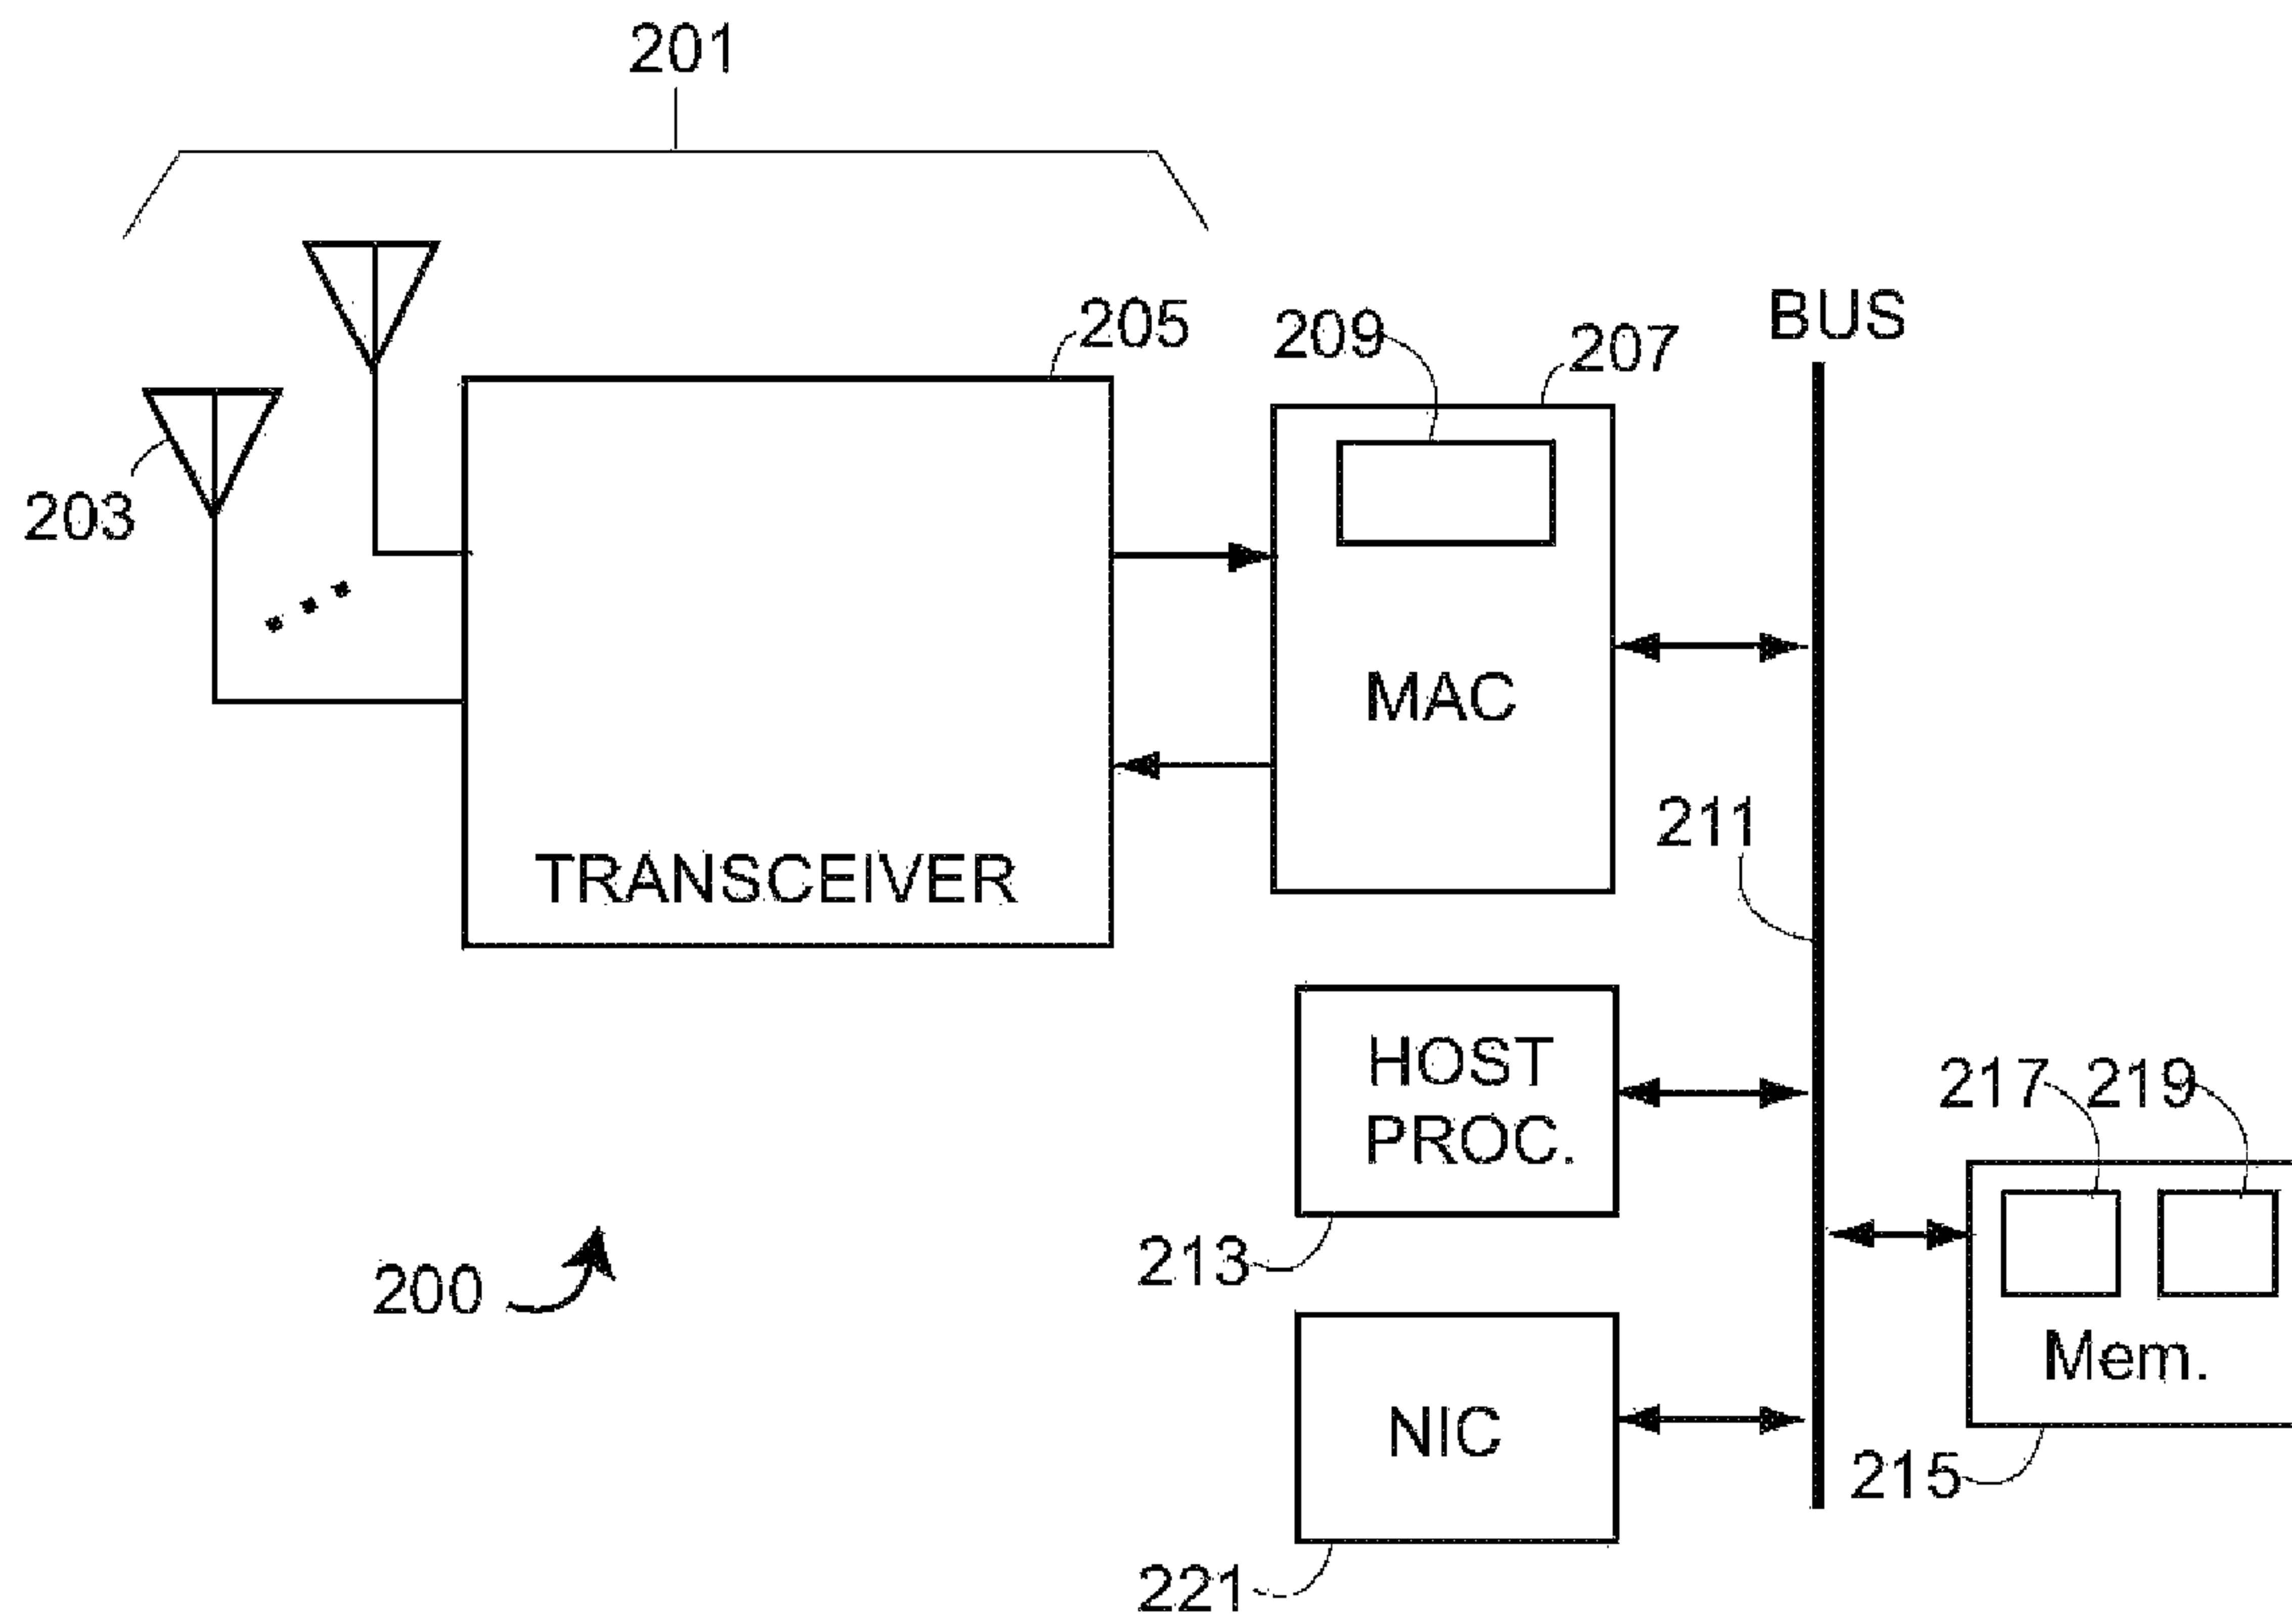 201
205
209
207
BUS
203
MAC
211
TRANSCEIVER
HOST
PROC.
217
219
213
200
Mem.
NIC
215
221